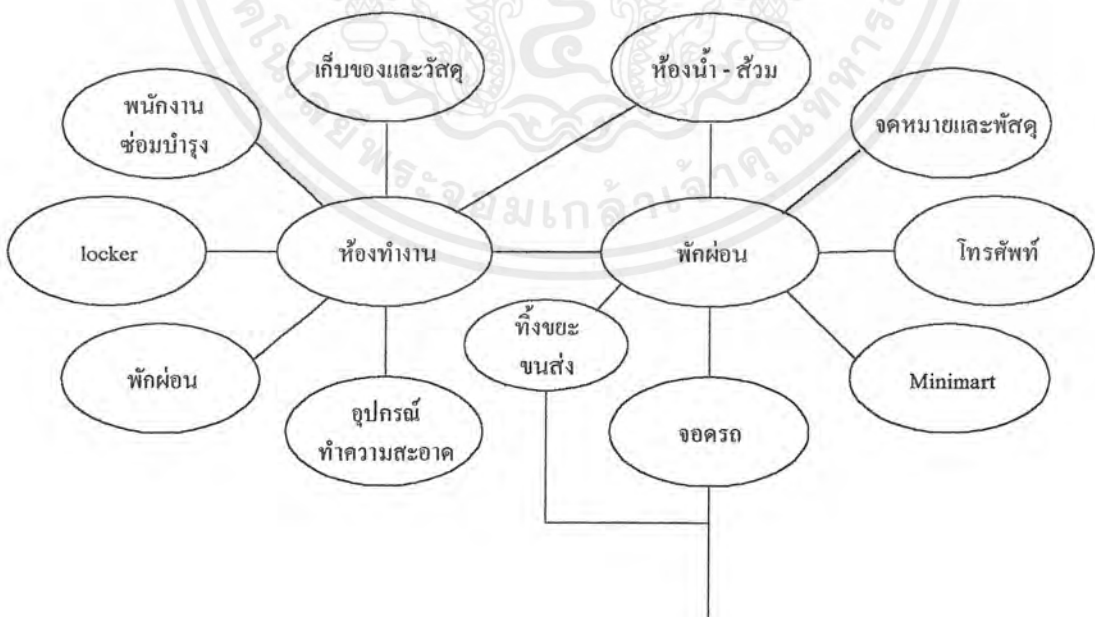 เก็บของและวัสดุ
ห้องน้ำ - ส้วม
พนักงาน
ซ่อมบำรุง
จดหมายและพัสดุ
locker
ห้องทำงาน
พักผ่อน
โทรศัพท์
ทิ้งขยะ
ขนส่ง
พักผ่อน
Minimart
อุปกรณ์
ทำความสะอาด
จอดรถ